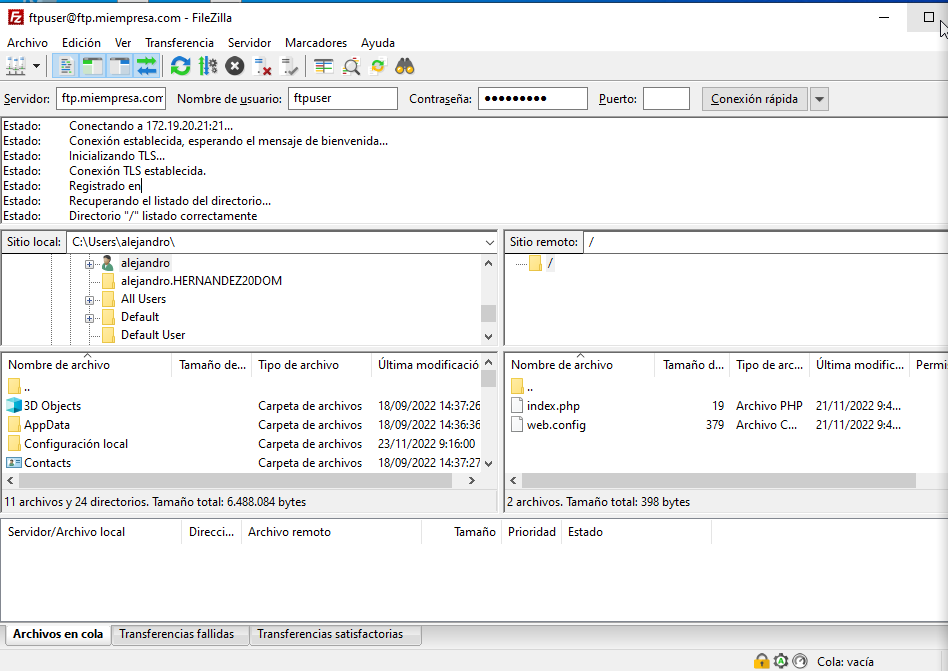 ftpuser@ftp.miempresa.com - FileZilla
Archivo Edición Ver Transferencia Servidor Marcadores Ayuda
Servidor: ftp.miempresa.com Nombre de usuario: ftpuser Contraseña: ●●●●●●●●● Puerto: Conexión rápida
Estado: Conectando a 172.19.20.21:21...
Estado: Conexión establecida, esperando el mensaje de bienvenida...
Estado: Inicializando TLS...
Estado: Conexión TLS establecida.
Estado: Registrado en
Estado: Recuperando el listado del directorio...
Estado: Directorio "/" listado correctamente
Sitio local: C:\Users\alejandro\
alejandro
alejandro.HERNANDEZ20DOM
All Users
Default
Default User
Sitio remoto: /
/
Nombre de archivo Tamaño de... Tipo de archivo Última modificació
..
3D Objects Carpeta de archivos 18/09/2022 14:37:26
AppData Carpeta de archivos 18/09/2022 14:36:36
Configuración local Carpeta de archivos 23/11/2022 9:16:00
Contacts Carpeta de archivos 18/09/2022 14:37:27
11 archivos y 24 directorios. Tamaño total: 6.488.084 bytes
Nombre de archivo Tamaño d... Tipo de arc... Última modific... Permi
..
index.php 19 Archivo PHP 21/11/2022 9:4...
web.config 379 Archivo C... 21/11/2022 9:4...
2 archivos. Tamaño total: 398 bytes
Servidor/Archivo local Direcci... Archivo remoto Tamaño Prioridad Estado
Archivos en cola Transferencias fallidas Transferencias satisfactorias
Cola: vacía